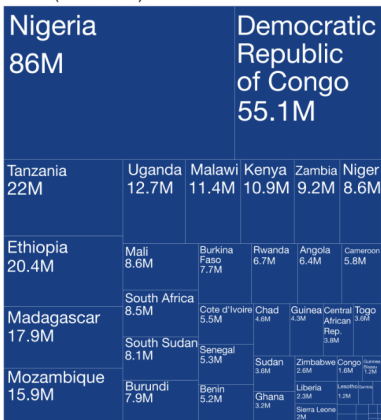 Nigeria
86M
Democratic
Republic
of Congo
55.1M
Tanzania
22M
Uganda
12.7M
Malawi
11.4M
Kenya
10.9M
Zambia
9.2M
Niger
8.6M
Ethiopia
20.4M
Mali
8.6M
Burkina
Faso
7.7M
Rwanda
6.7M
Angola
6.4M
Cameroon
5.8M
South Africa
8.5M
Madagascar
17.9M
Cote d'Ivoire
5.5M
Chad
4.6M
Guinea
4.3M
Central
African
Rep.
3.8M
Togo
3.6M
South Sudan
8.1M
Senegal
5.3M
Mozambique
15.9M
Sudan
3.6M
Zimbabwe
2.6M
Congo
1.6M
Guinea
Bissau
1.2M
Burundi
7.9M
Benin
5.2M
Ghana
3.2M
Liberia
2.3M
Lesotho
1.2M
Sierra Leone
2M